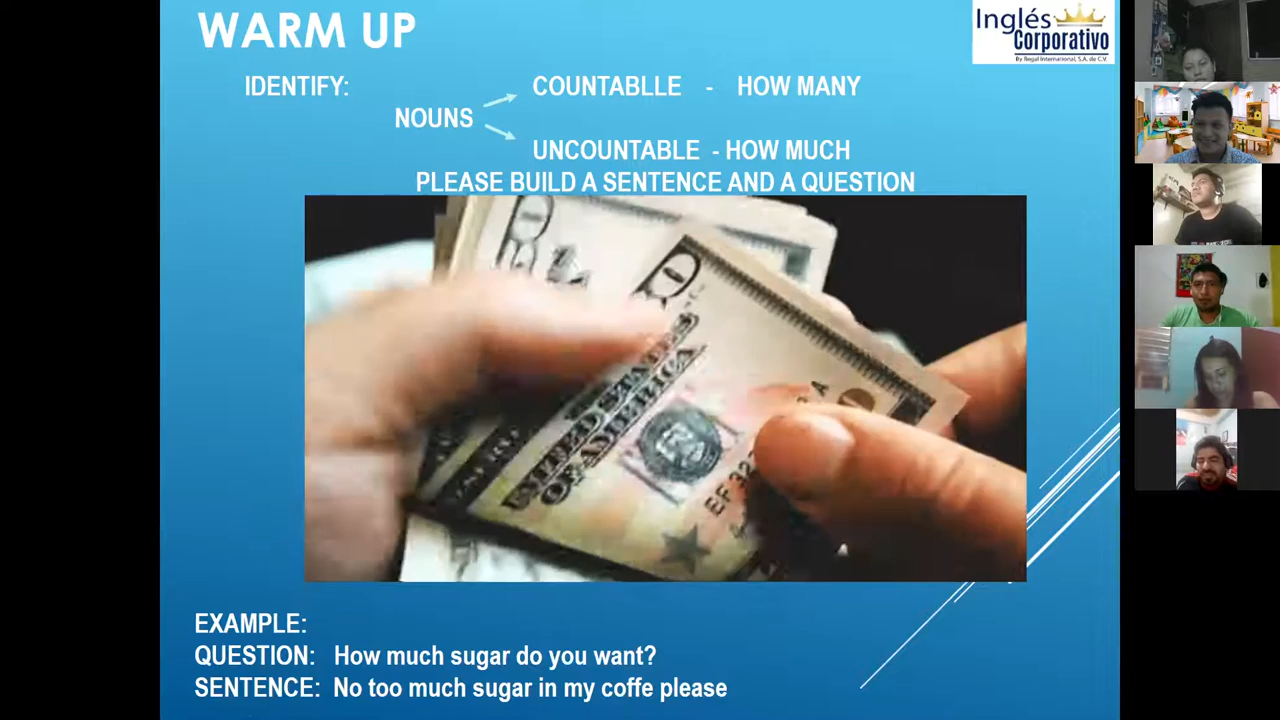 WARM UP
Inglés
Corporativo
By Regal International, S.A. de C.V.
IDENTIFY:
COUNTABLLE - HOW MANY
NOUNS
UNCOUNTABLE - HOW MUCH
PLEASE BUILD A SENTENCE AND A QUESTION
UNITED STATES
OF AMERICA
EXAMPLE:
QUESTION: How much sugar do you want?
SENTENCE: No too much sugar in my coffe please